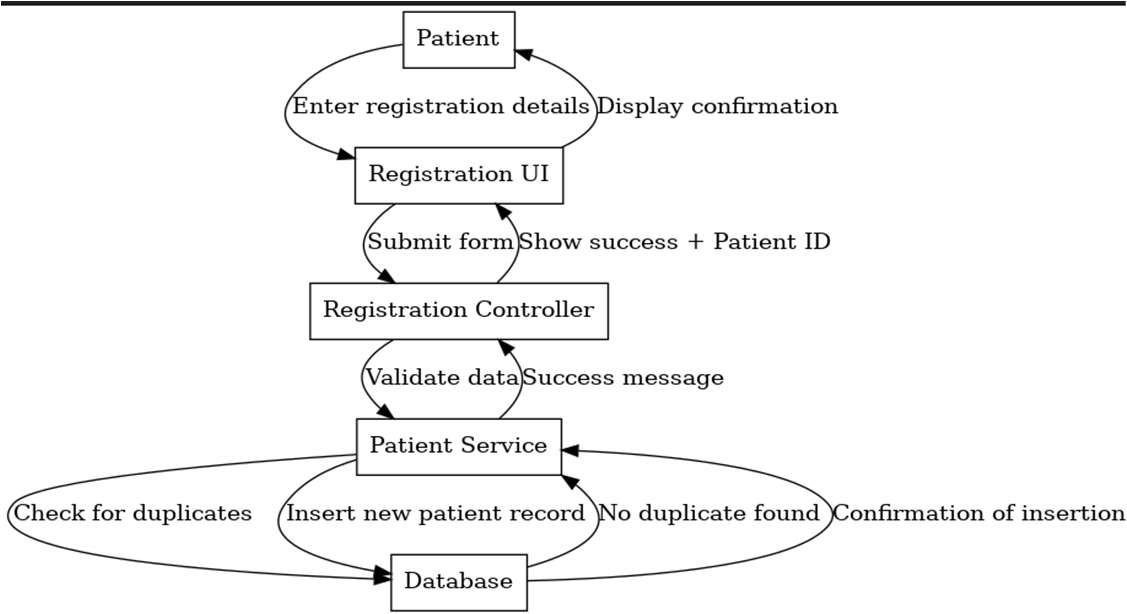 Patient
Enter registration details
Display confirmation
Registration UI
Submit form
Show success + Patient ID
Registration Controller
Validate data
Success message
Patient Service
Check for duplicates
Insert new patient record
No duplicate found
Confirmation of insertion
Database